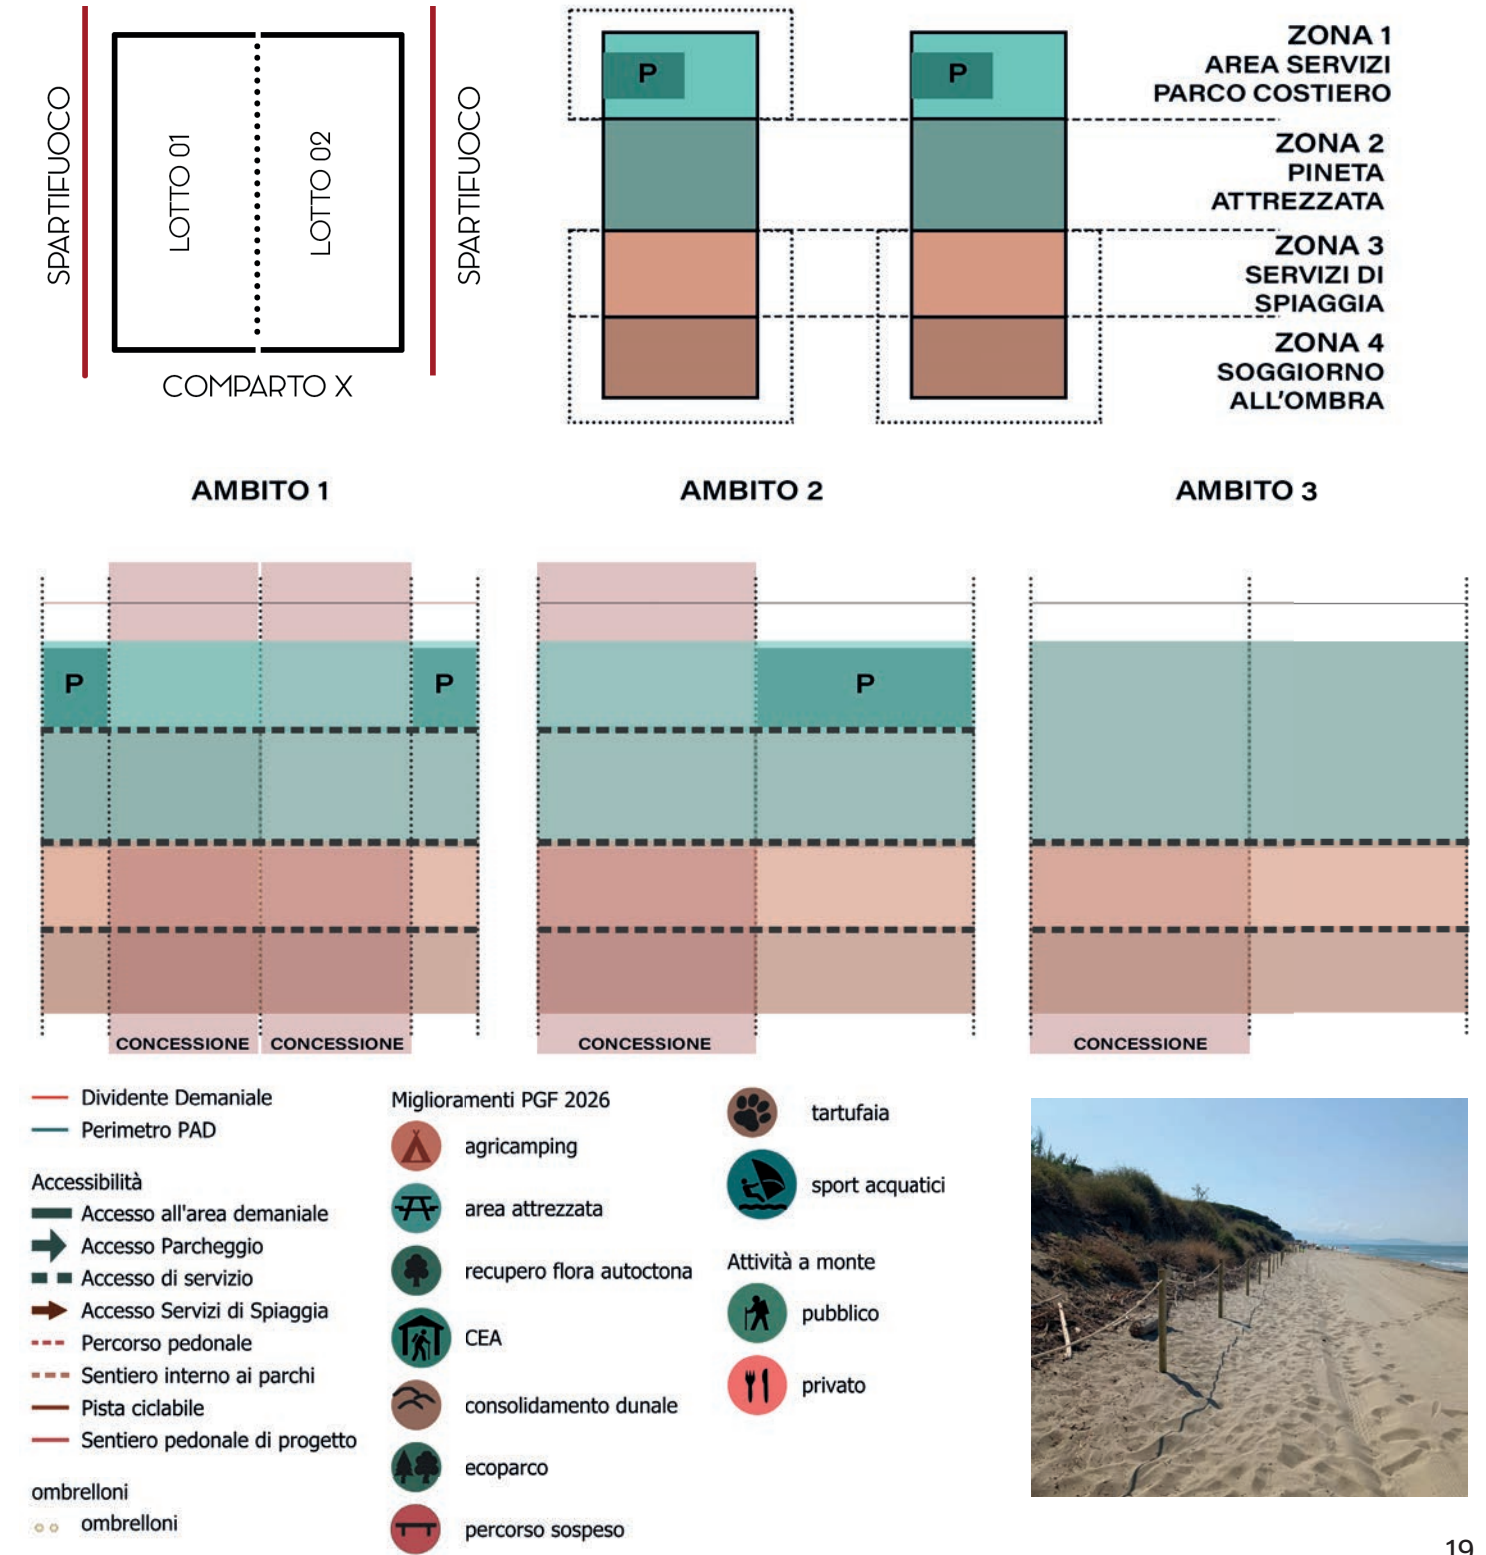 SPARTIFUOCO
LOTTO 01
LOTTO 02
SPARTIFUOCO
COMPARTO X
P
P
ZONA 1
AREA SERVIZI
PARCO COSTIERO
ZONA 2
PINETA
ATTREZZATA
ZONA 3
SERVIZI DI
SPIAGGIA
ZONA 4
SOGGIORNO
ALL'OMBRA
AMBITO 1
P
P
CONCESSIONE
CONCESSIONE
AMBITO 2
P
CONCESSIONE
AMBITO 3
CONCESSIONE
Dividente Demaniale
Perimetro PAD
Accessibilità
Accesso all'area demaniale
Accesso Parcheggio
Accesso di servizio
Accesso Servizi di Spiaggia
Percorso pedonale
Sentiero interno ai parchi
Pista ciclabile
Sentiero pedonale di progetto
ombrelloni
ombrelloni
Miglioramenti PGF 2026
agricamping
area attrezzata
recupero flora autoctona
CEA
consolidamento dunale
ecoparco
percorso sospeso
tartufaia
sport acquatici
Attività a monte
pubblico
privato
19